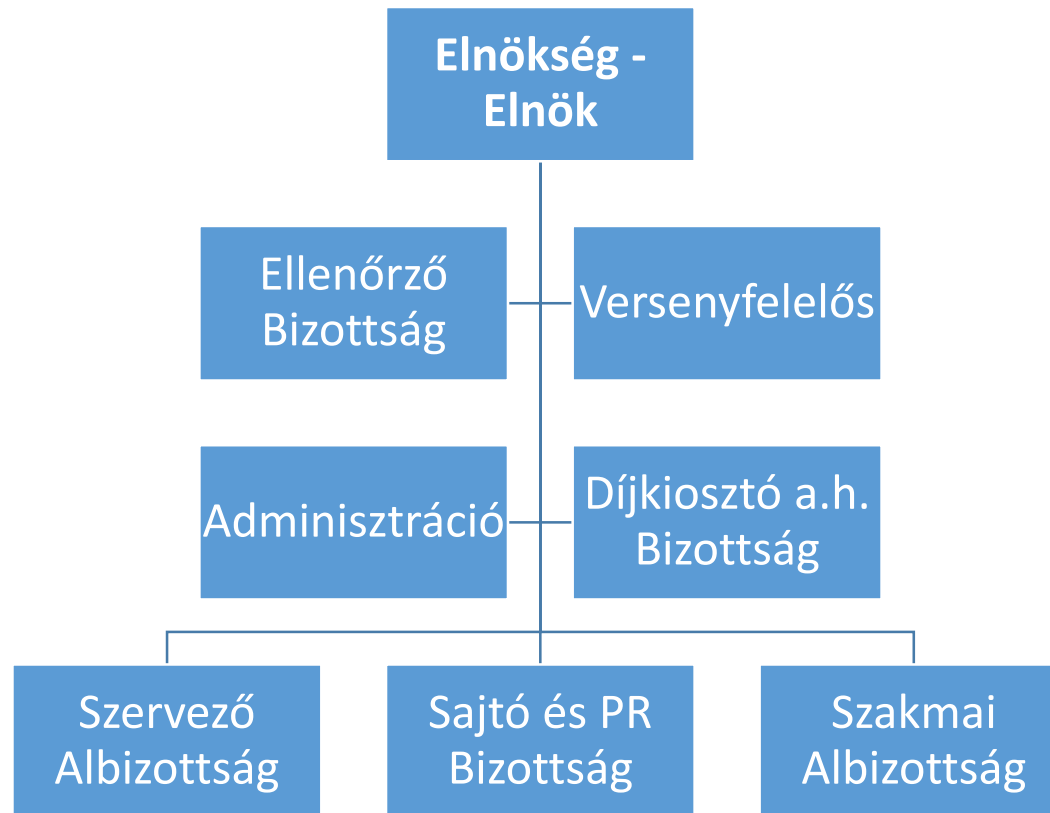 Elnökség -
Elnök
Ellenőrző
Bizottság
Versenyfelelős
Adminisztráció
Díjkiosztó a.h.
Bizottság
Szervező
Albizottság
Sajtó és PR
Bizottság
Szakmai
Albizottság